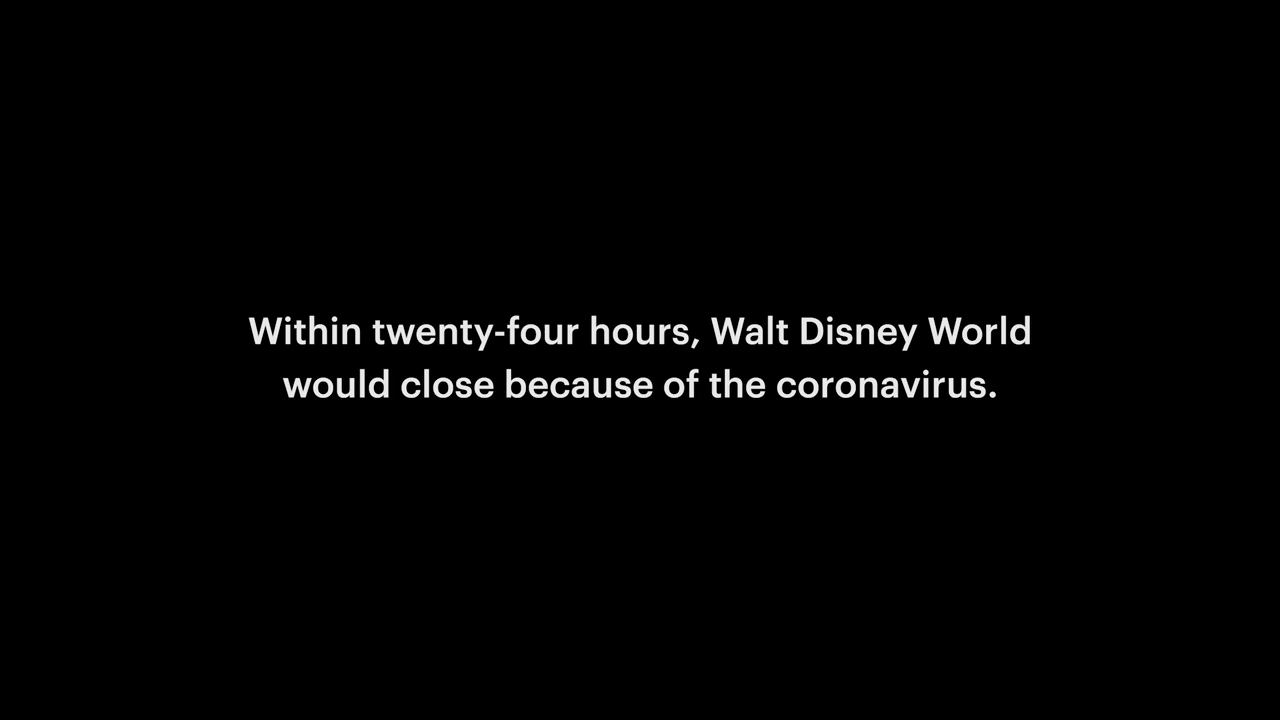 Within twenty-four hours, Walt Disney World
would close because of the coronavirus.